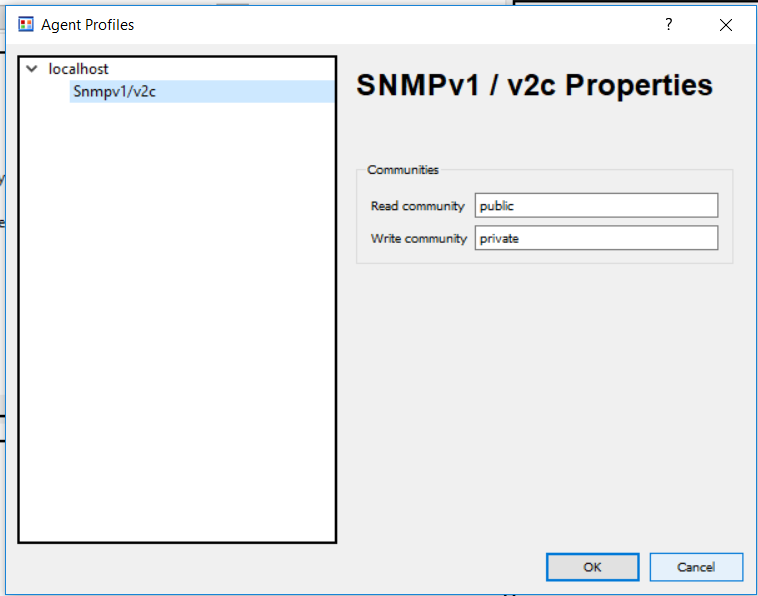 Agent Profiles
?
localhost
Snmpv1/v2c
SNMPv1 / v2c Properties
Communities
Read community public
Write community private
OK Cancel